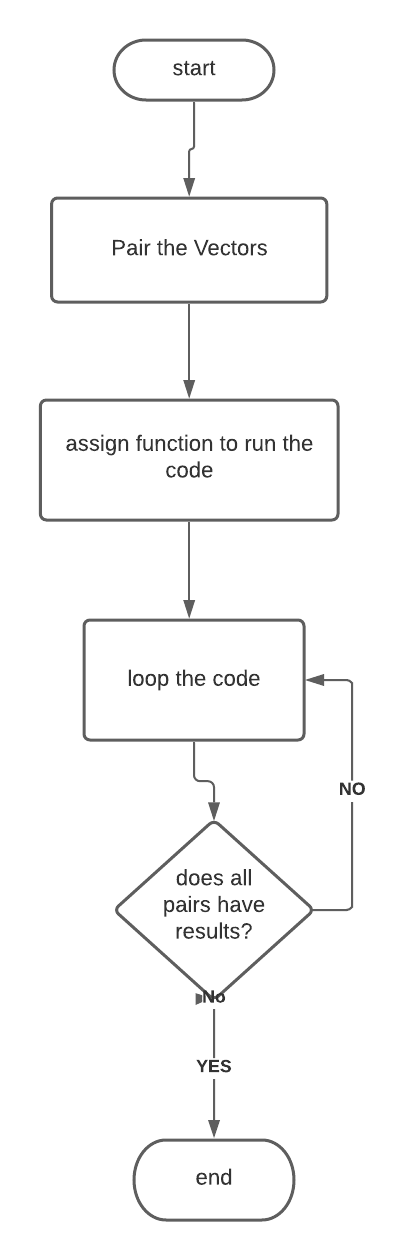 start
Pair the Vectors
assign function to run the
code
loop the code
NO
does all
pairs have
results?
No
YES
end